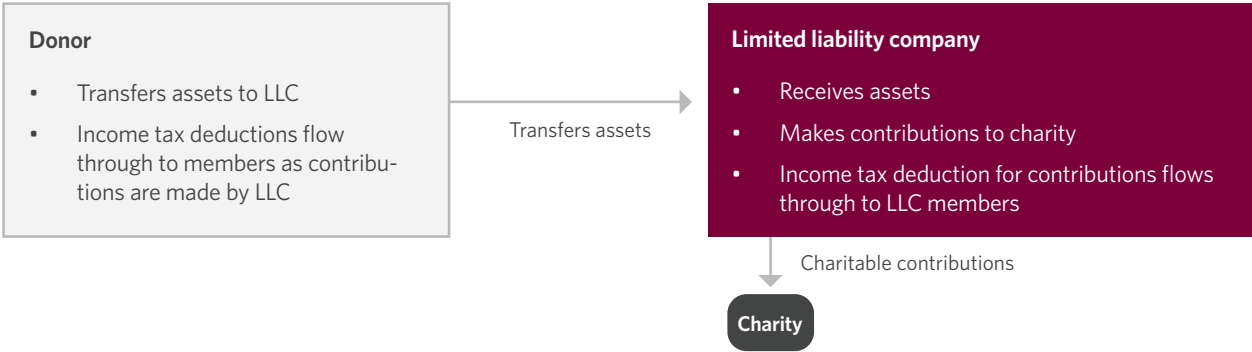 Donor
• Transfers assets to LLC
• Income tax deductions flow
through to members as contribu-
tions are made by LLC
Transfers assets
Limited liability company
• Receives assets
• Makes contributions to charity
• Income tax deduction for contributions flows
through to LLC members
Charitable contributions
Charity